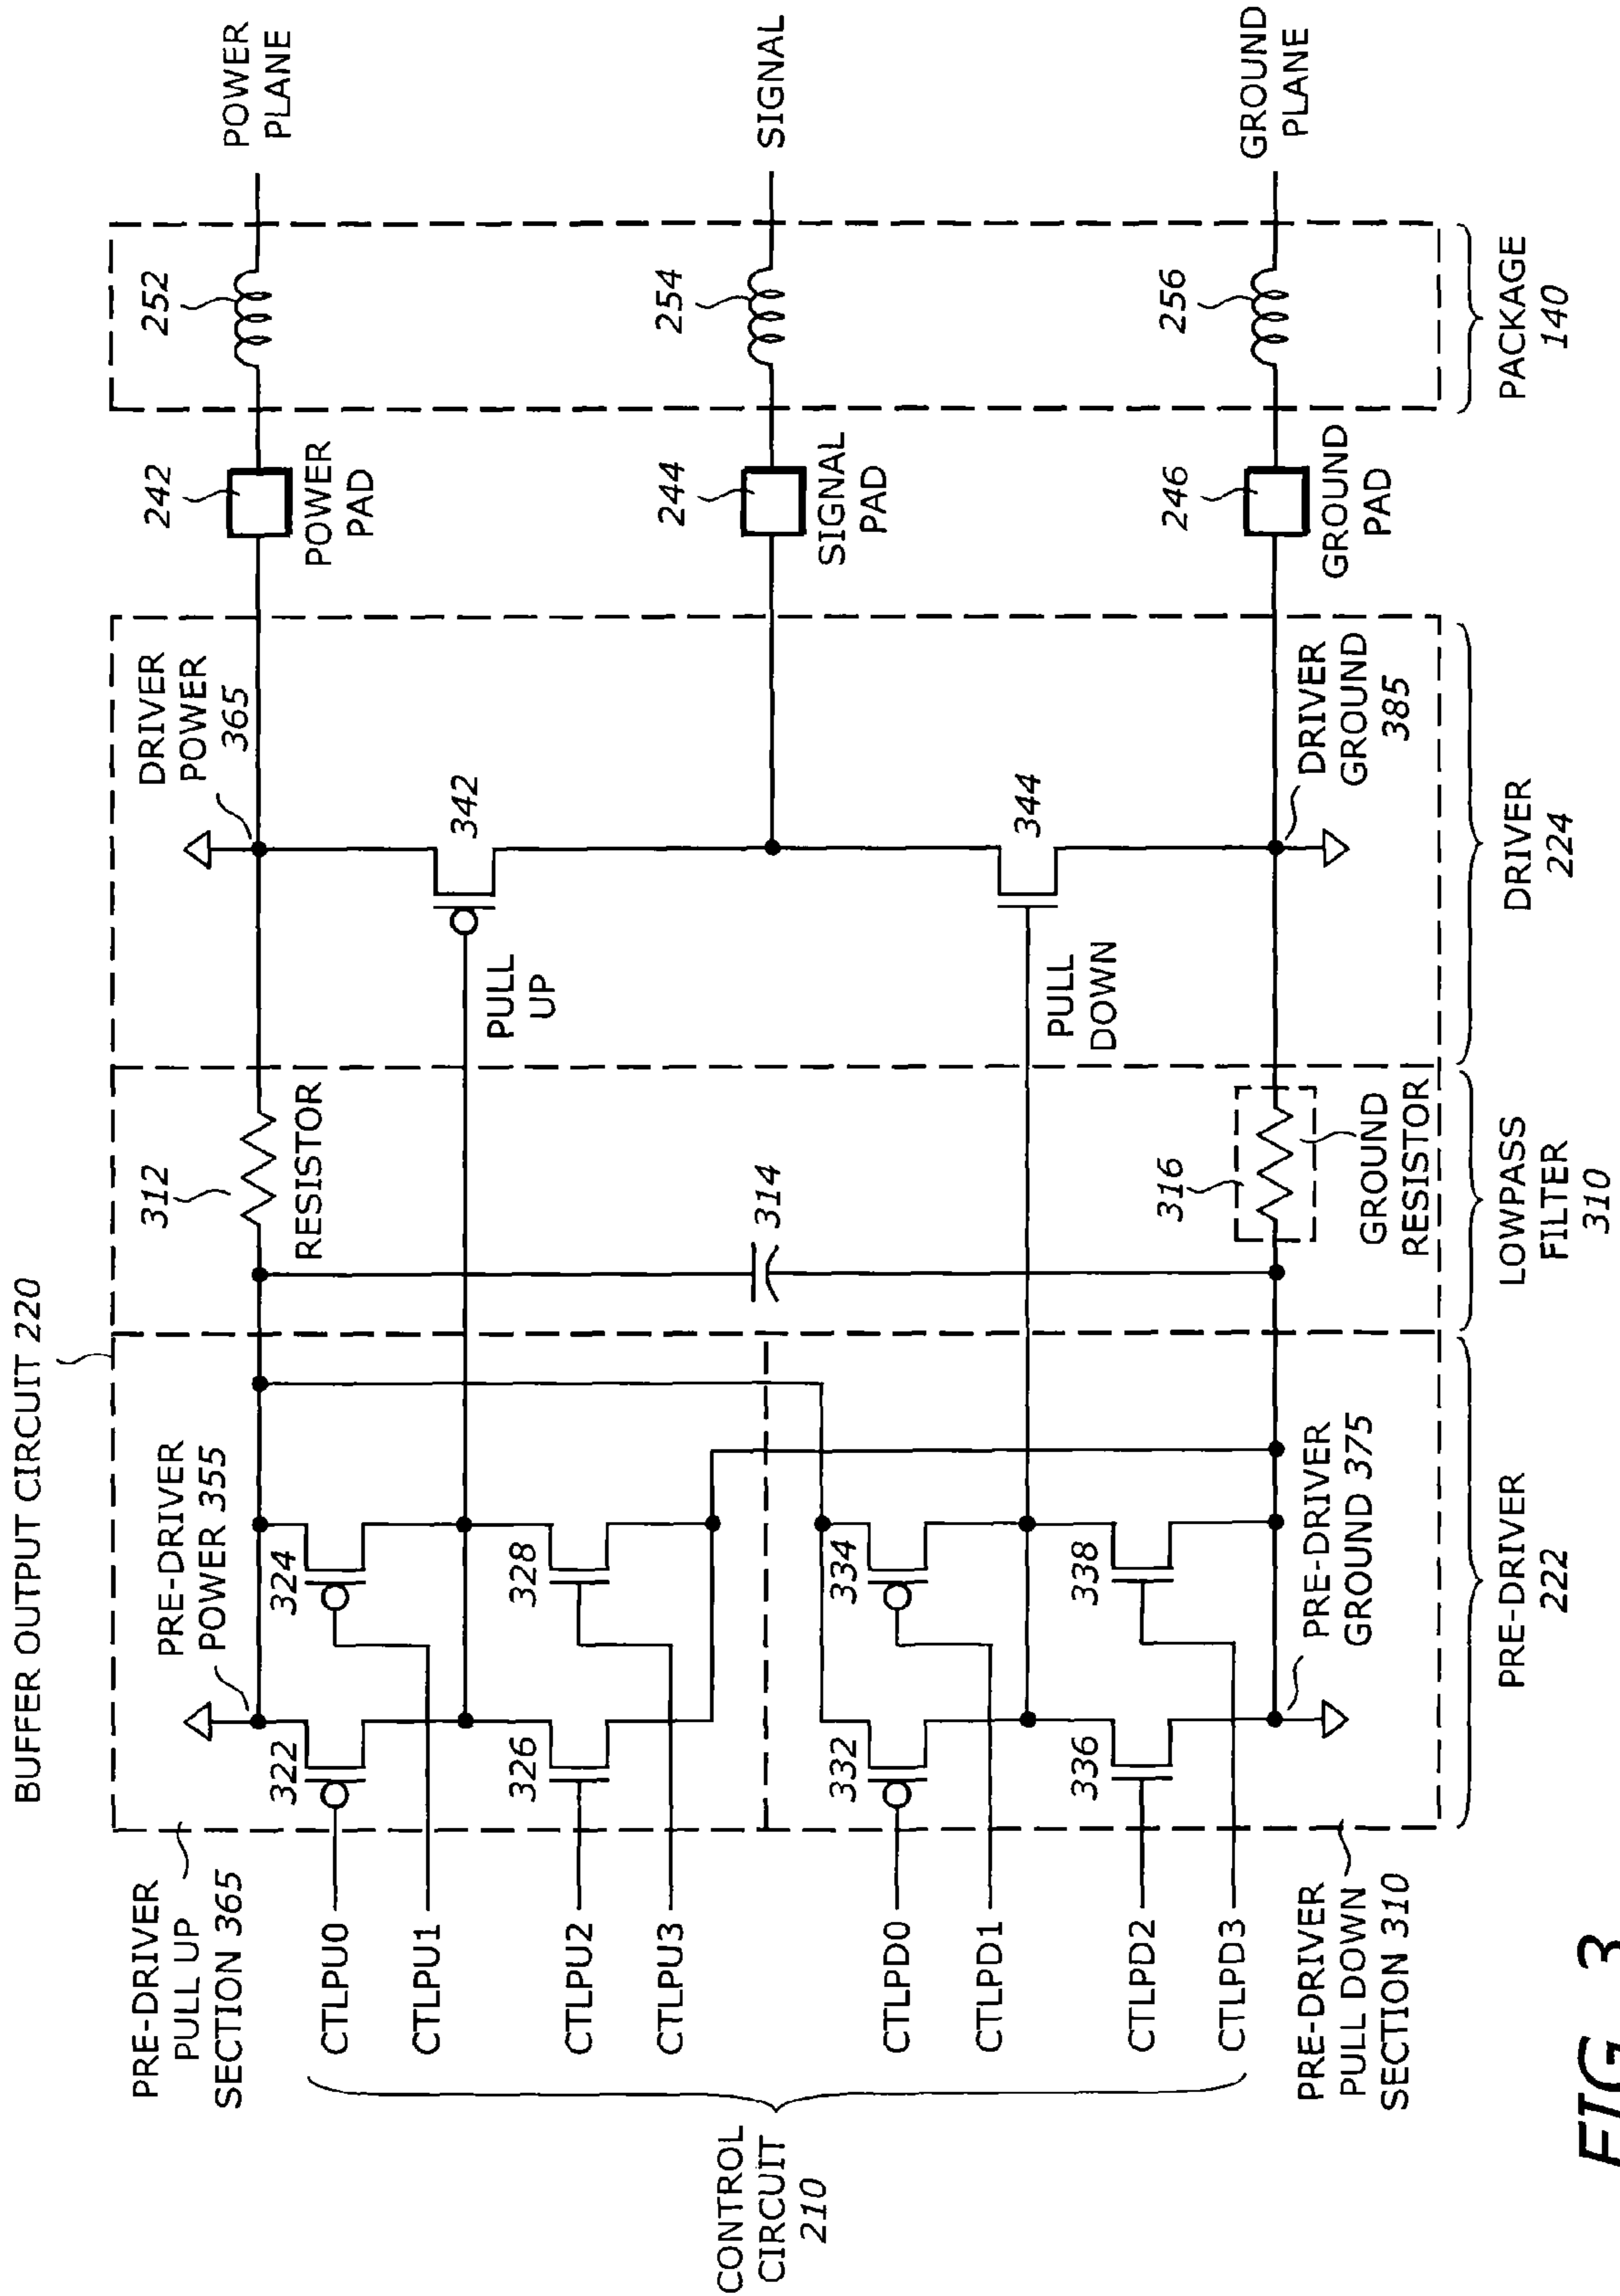 BUFFER OUTPUT CIRCUIT 220
PRE-DRIVER
PULL UP
SECTION 365
PRE-DRIVER
POWER 355
312
RESISTOR
DRIVER
POWER
365
242
POWER
PAD
252
POWER
PLANE
CTLPU0
CTLPU1
CTLPU2
CTLPU3
322
324
326
328
PULL
UP
342
314
CONTROL
CIRCUIT
210
244
SIGNAL
PAD
254
SIGNAL
CTLPD0
CTLPD1
CTLPD2
CTLPD3
332
334
336
338
PULL
DOWN
344
316
GROUND
RESISTOR
PRE-DRIVER
GROUND 375
DRIVER
GROUND
385
246
GROUND
PAD
256
GROUND
PLANE
PRE-DRIVER
PULL DOWN
SECTION 310
PRE-DRIVER
222
LOWPASS
FILTER
310
DRIVER
224
PACKAGE
140
FIG. 3